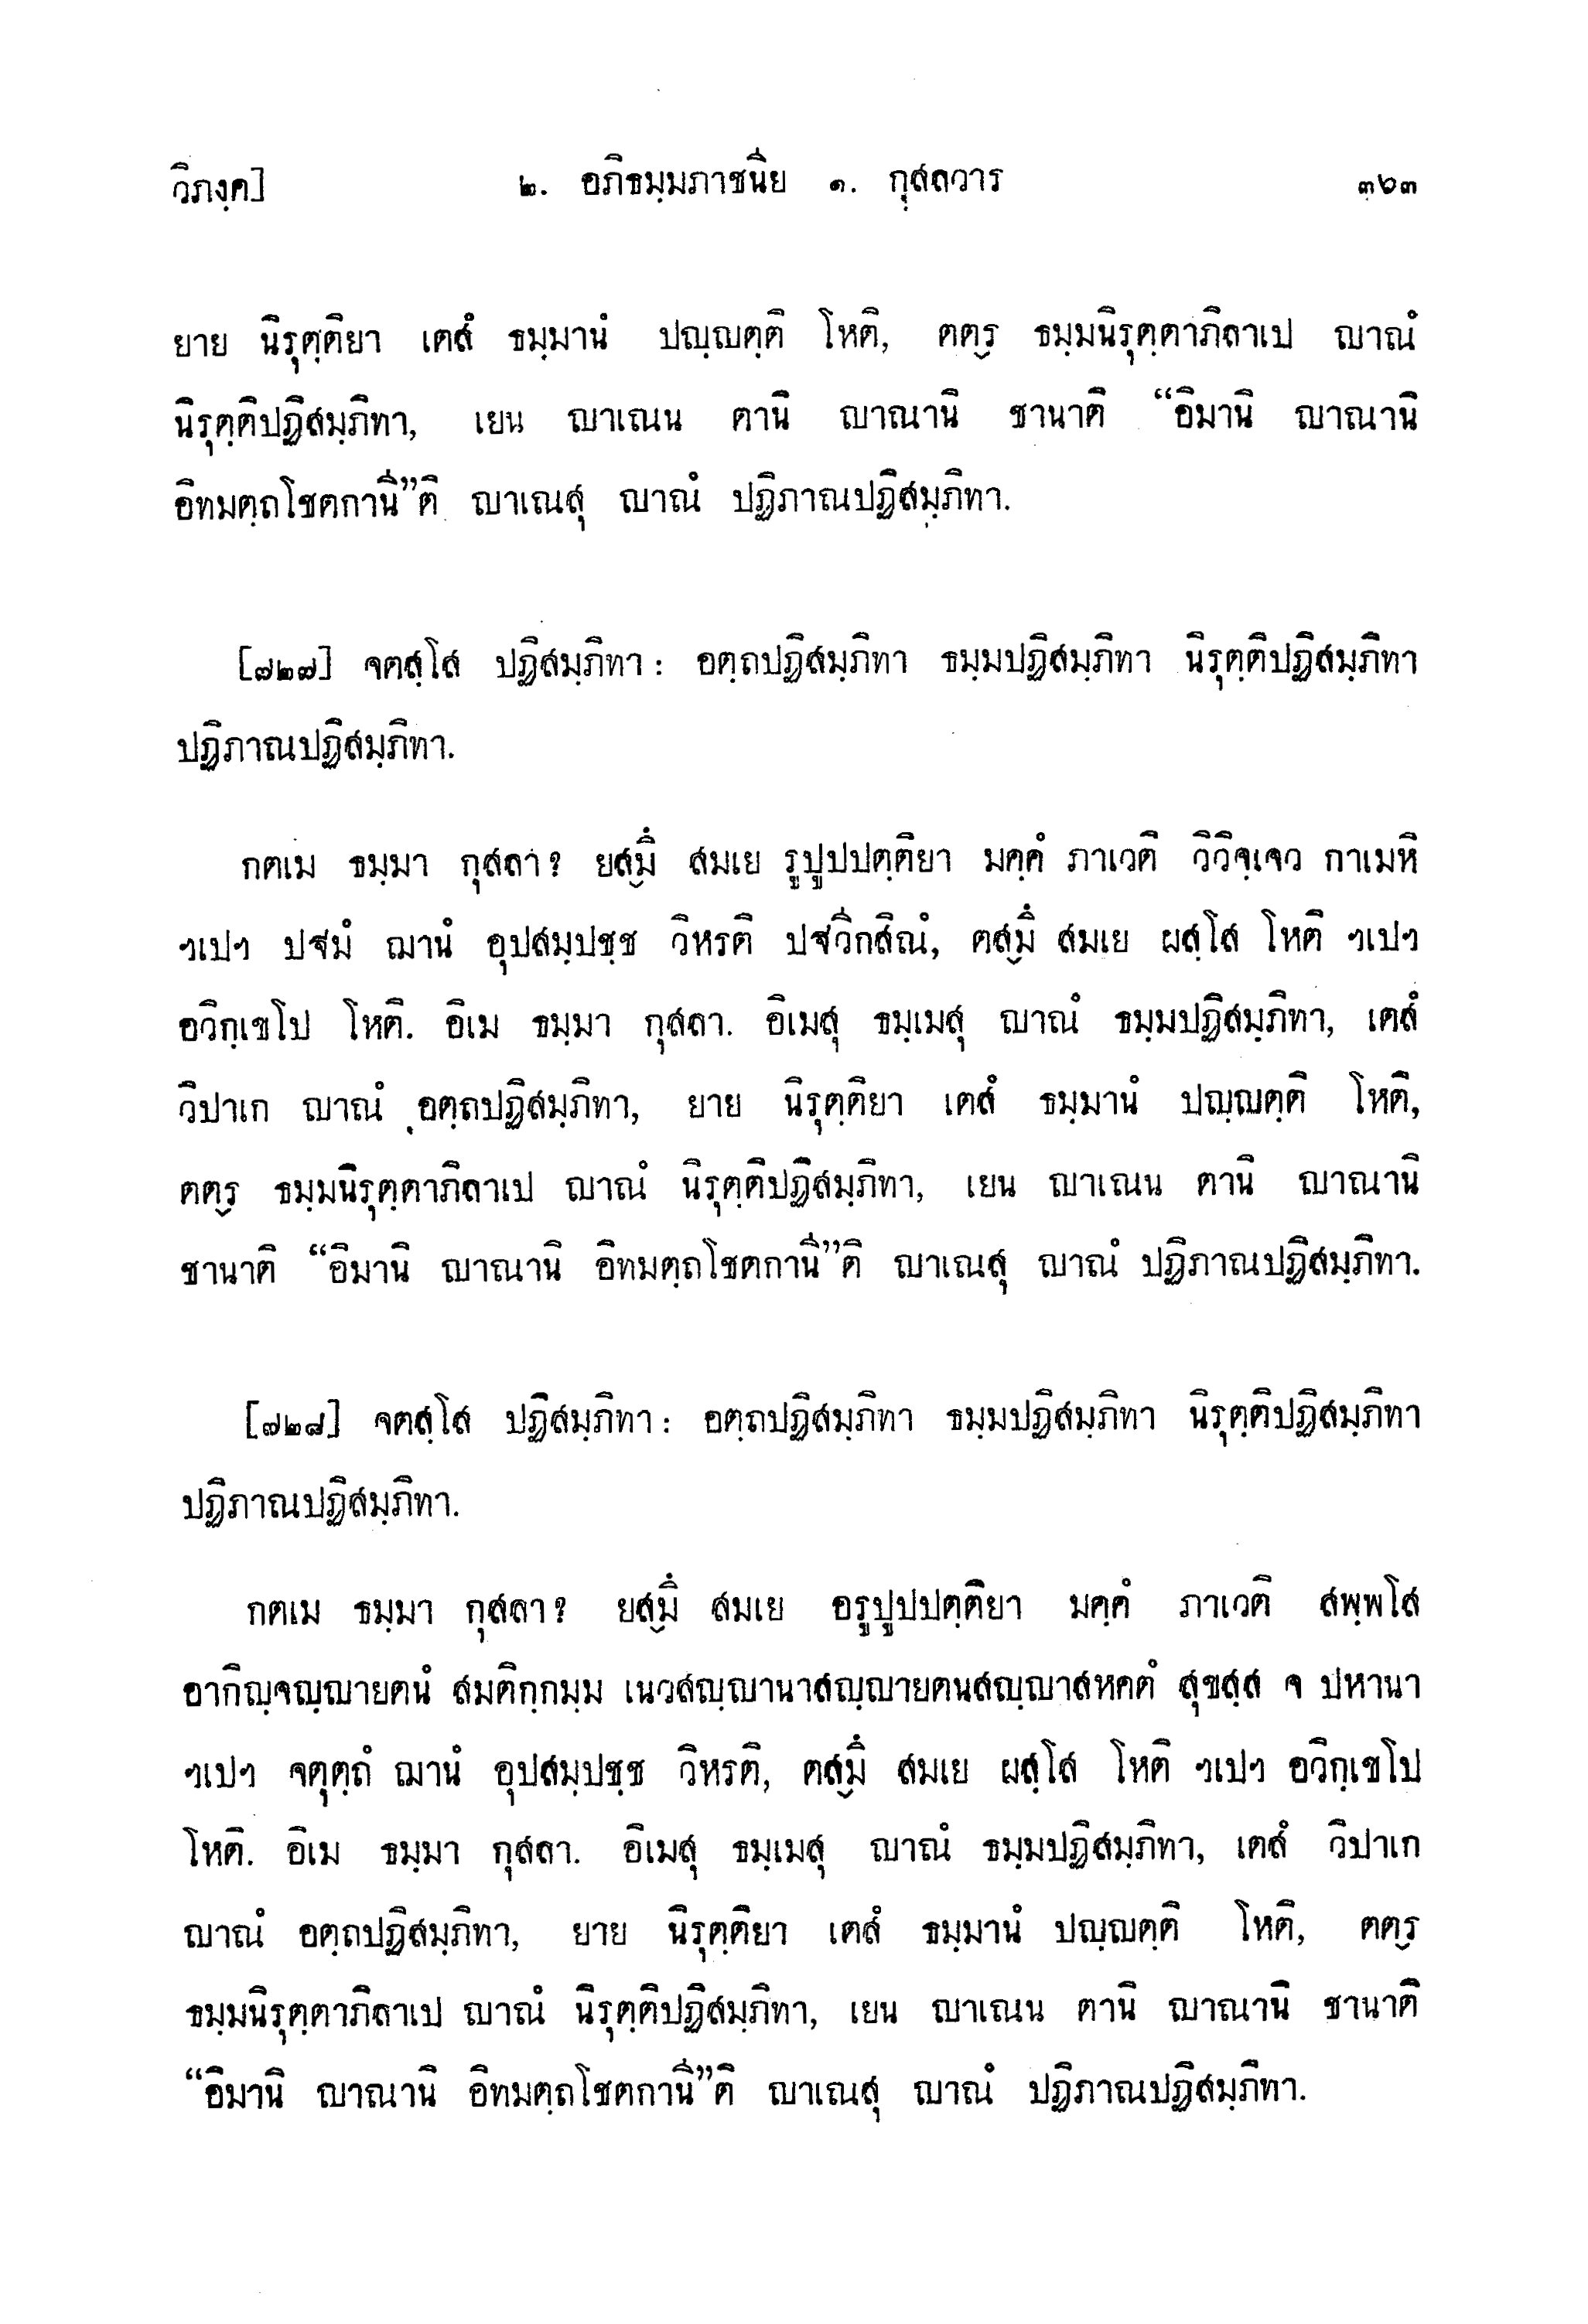 วิภงฺค]	๒. อภิธมฺมภาชนีย ๑. กุสลวาร	๓๖๓
ยาย นิรุตฺติยา เตสํ ธมฺมานํ ปญฺญตฺติ โหติ, ตตฺร ธมฺมนิรุตฺตาภิลาเป ญาณํ
นิรุตฺติปฏิสมฺภิทา, เยน ญาเณน ตานิ ญาณานิ ชานาติ “อิมานิ ญาณานิ
อิทมตฺถโชตกานี”ติ ญาเณสุ ญาณํ ปฏิภาณปฏิสมฺภิทา.
[๗๒๗] จตสฺโส ปฏิสมฺภิทา: อตฺถปฏิสมฺภิทา ธมฺมปฏิสมฺภิทา นิรุตฺติปฏิสมฺภิทา
ปฏิภาณปฏิสมฺภิทา.
กตเม ธมฺมา กุสลา? ยสฺมึ สมเย รูปูปปตฺติยา มคฺคํ ภาเวติ วิวิจฺเจว กาเมหิ
ฯเปฯ ปฐมํ ฌานํ อุปสมฺปชฺช วิหรติ ปฐวีกสิณํ, ตสฺมึ สมเย ผสฺโส โหติ ฯเปฯ
อวิกฺเขโป โหติ. อิเม ธมฺมา กุสลา. อิเมสุ ธมฺเมสุ ญาณํ ธมฺมปฏิสมฺภิทา, เตสํ
วิปาเก ญาณํ อตฺถปฏิสมฺภิทา, ยาย นิรุตฺติยา เตสํ ธมฺมานํ ปญฺญตฺติ โหติ,
ตตฺร ธมฺมนิรุตฺตาภิลาเป ญาณํ นิรุตฺติปฏิสมฺภิทา, เยน ญาเณน ตานิ ญาณานิ
ชานาติ “อิมานิ ญาณานิ อิทมตฺถโชตกานี”ติ ญาเณสุ ญาณํ ปฏิภาณปฏิสมฺภิทา.
[๗๒๘] จตสฺโส ปฏิสมฺภิทา: อตฺถปฏิสมฺภิทา ธมฺมปฏิสมฺภิทา นิรุตฺติปฏิสมฺภิทา
ปฏิภาณปฏิสมฺภิทา.
กตเม ธมฺมา กุสลา? ยสฺมึ สมเย อรูปูปปตฺติยา มคฺคํ ภาเวติ สพฺพโส
อากิญฺจญฺญายตนํ สมติกฺกมฺม เนวสญฺญานาสญฺญายตนสญฺญาสหคตํ สุขสฺส จ ปหานา
ฯเปฯ จตุตฺถํ ฌานํ อุปสมฺปชฺช วิหรติ, ตสฺมึ สมเย ผสฺโส โหติ ฯเปฯ อวิกฺเขโป
โหติ. อิเม ธมฺมา กุสลา. อิเมสุ ธมฺเมสุ ญาณํ ธมฺมปฏิสมฺภิทา, เตสํ วิปาเก
ญาณํ อตฺถปฏิสมฺภิทา, ยาย นิรุตฺติยา เตสํ ธมฺมานํ ปญฺญตฺติ โหติ, ตตฺร
ธมฺมนิรุตฺตาภิลาเป ญาณํ นิรุตฺติปฏิสมฺภิทา, เยน ญาเณน ตานิ ญาณานิ ชานาติ
“อิมานิ ญาณานิ อิทมตฺถโชตกานี”ติ ญาเณสุ ญาณํ ปฏิภาณปฏิสมฺภิทา.